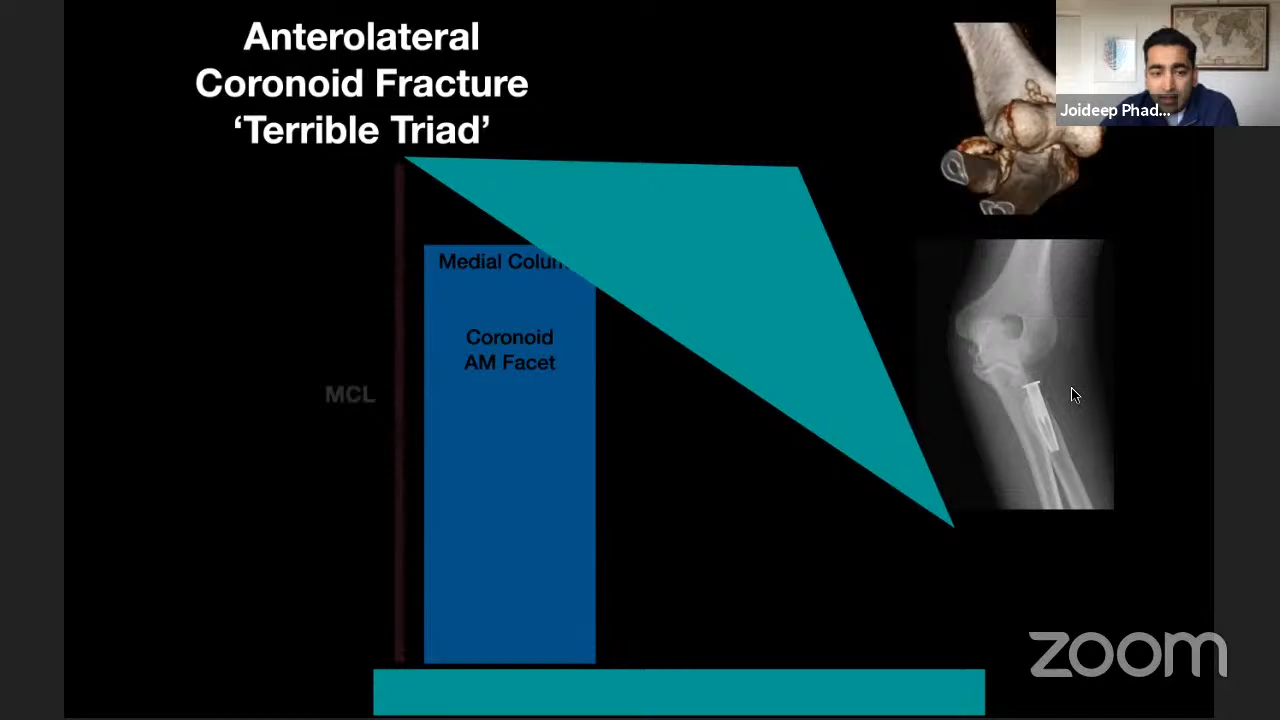 Anterolateral
Coronoid Fracture
‘Terrible Triad’
Joideep Phad...
Medial Colum
Coronoid
AM Facet
MCL
zoom